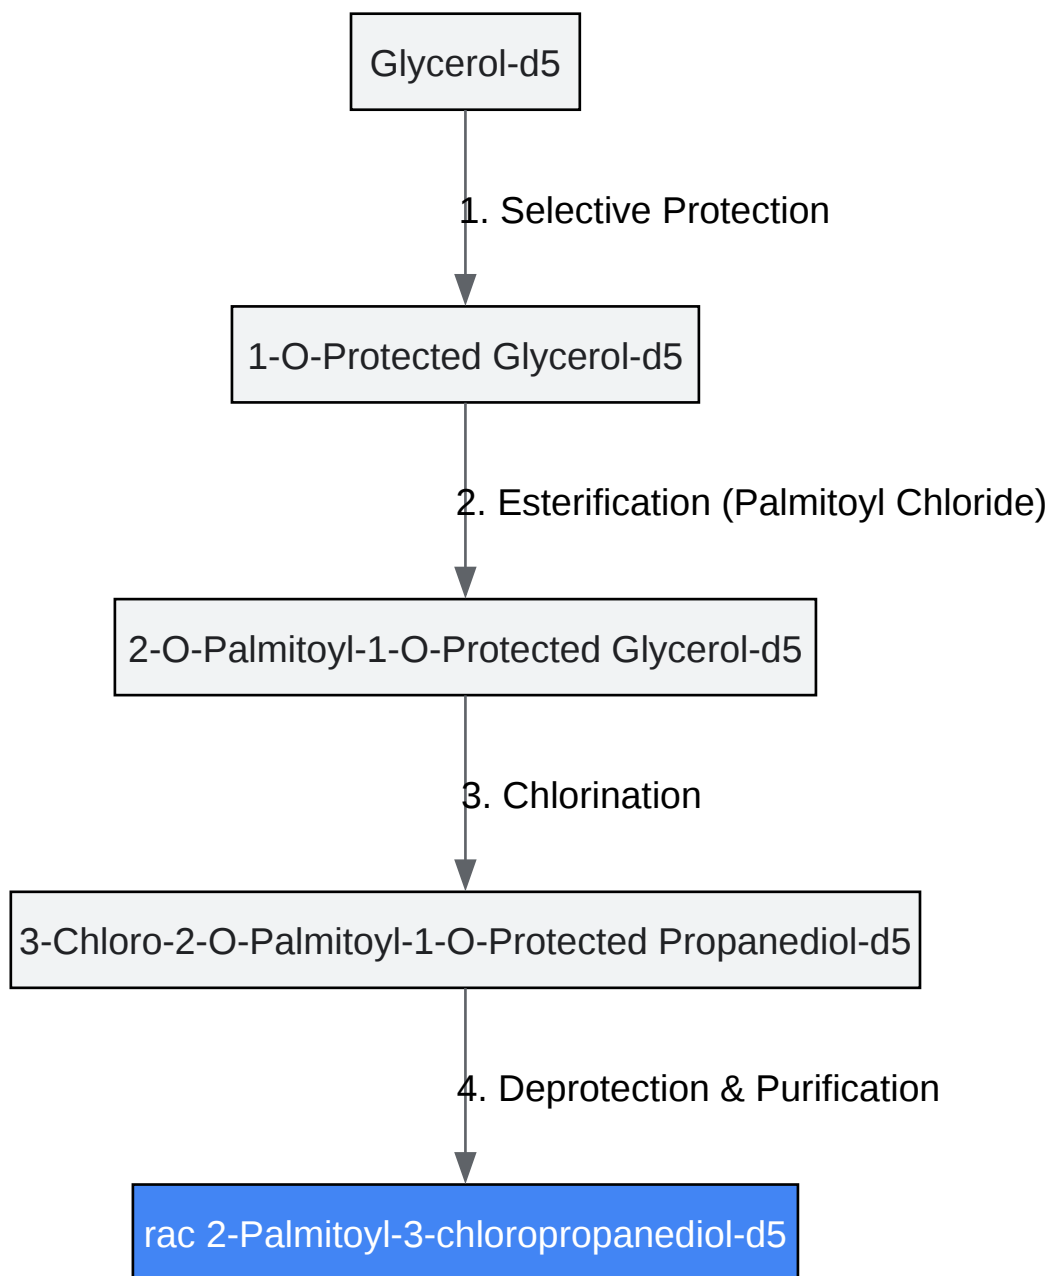 Glycerol-d5
1. Selective Protection
1-O-Protected Glycerol-d5
2. Esterification (Palmitoyl Chloride)
2-O-Palmitoyl-1-O-Protected Glycerol-d5
3. Chlorination
3-Chloro-2-O-Palmitoyl-1-O-Protected Propanediol-d5
4. Deprotection & Purification
rac 2-Palmitoyl-3-chloropropanediol-d5